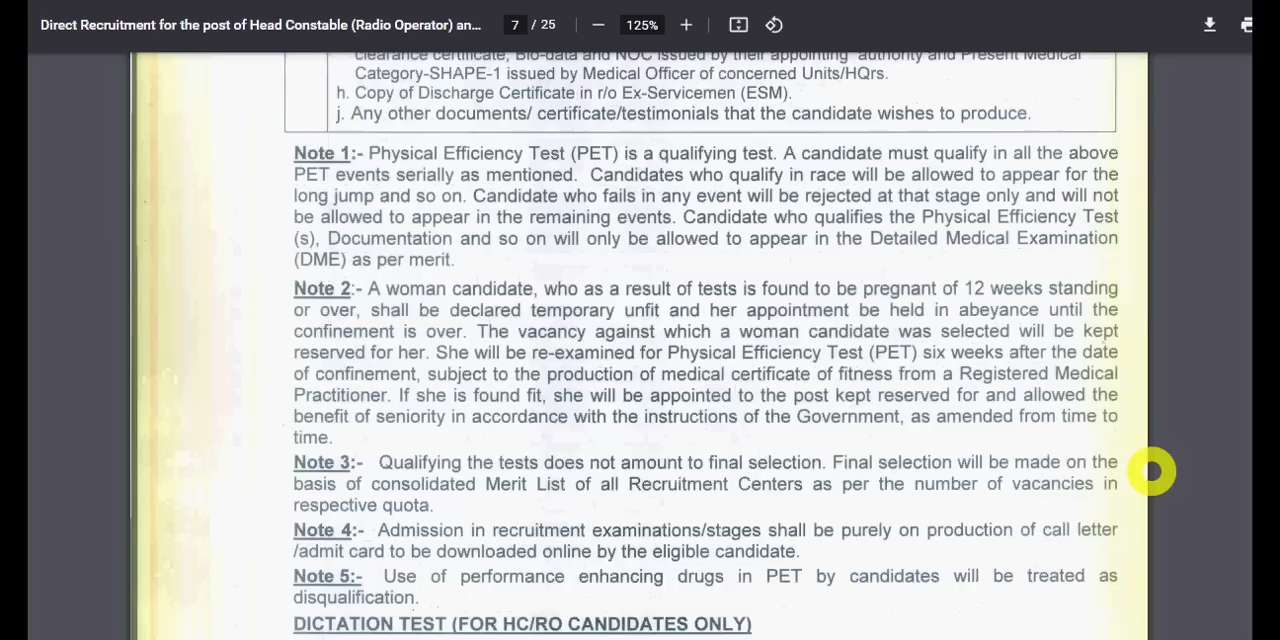 Direct Recruitment for the post of Head Constable (Radio Operator) an...
7 / 25
125%
clearance certificate, Bio-data and NOC issued by their appointing authority and Present Medical
Category-SHAPE-1 issued by Medical Officer of concerned Units/HQrs.
h. Copy of Discharge Certificate in r/o Ex-Servicemen (ESM).
j. Any other documents/ certificate/testimonials that the candidate wishes to produce.
Note 1:- Physical Efficiency Test (PET) is a qualifying test. A candidate must qualify in all the above
PET events serially as mentioned. Candidates who qualify in race will be allowed to appear for the
long jump and so on. Candidate who fails in any event will be rejected at that stage only and will not
be allowed to appear in the remaining events. Candidate who qualifies the Physical Efficiency Test
(s), Documentation and so on will only be allowed to appear in the Detailed Medical Examination
(DME) as per merit.
Note 2:- A woman candidate, who as a result of tests is found to be pregnant of 12 weeks standing
or over, shall be declared temporary unfit and her appointment be held in abeyance until the
confinement is over. The vacancy against which a woman candidate was selected will be kept
reserved for her. She will be re-examined for Physical Efficiency Test (PET) six weeks after the date
of confinement, subject to the production of medical certificate of fitness from a Registered Medical
Practitioner. If she is found fit, she will be appointed to the post kept reserved for and allowed the
benefit of seniority in accordance with the instructions of the Government, as amended from time to
time.
Note 3:- Qualifying the tests does not amount to final selection. Final selection will be made on the
basis of consolidated Merit List of all Recruitment Centers as per the number of vacancies in
respective quota.
Note 4:- Admission in recruitment examinations/stages shall be purely on production of call letter
/admit card to be downloaded online by the eligible candidate.
Note 5:- Use of performance enhancing drugs in PET by candidates will be treated as
disqualification.
DICTATION TEST (FOR HC/RO CANDIDATES ONLY)